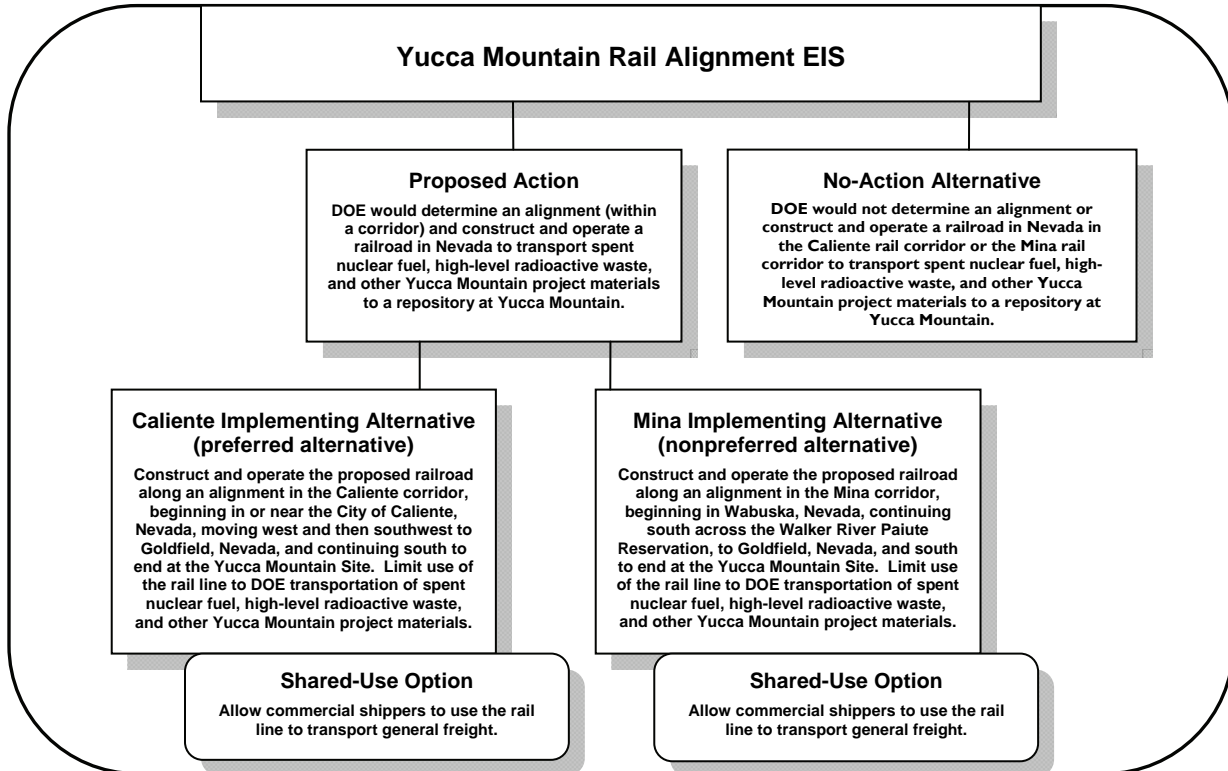 Yucca Mountain Rail Alignment EIS
Proposed Action
DOE would determine an alignment (within
a corridor) and construct and operate a
railroad in Nevada to transport spent
nuclear fuel, high-level radioactive waste,
and other Yucca Mountain project materials
to a repository at Yucca Mountain.
No-Action Alternative
DOE would not determine an alignment or
construct and operate a railroad in Nevada in
the Caliente rail corridor or the Mina rail
corridor to transport spent nuclear fuel, high-
level radioactive waste, and other Yucca
Mountain project materials to a repository at
Yucca Mountain.
Caliente Implementing Alternative
(preferred alternative)
Construct and operate the proposed railroad
along an alignment in the Caliente corridor,
beginning in or near the City of Caliente,
Nevada, moving west and then southwest to
Goldfield, Nevada, and continuing south to
end at the Yucca Mountain Site. Limit use of
the rail line to DOE transportation of spent
nuclear fuel, high-level radioactive waste,
and other Yucca Mountain project materials.
Mina Implementing Alternative
(nonpreferred alternative)
Construct and operate the proposed railroad
along an alignment in the Mina corridor,
beginning in Wabuska, Nevada, continuing
south across the Walker River Paiute
Reservation, to Goldfield, Nevada, and south
to end at the Yucca Mountain Site. Limit use
of the rail line to DOE transportation of spent
nuclear fuel, high-level radioactive waste,
and other Yucca Mountain project materials.
Shared-Use Option
Allow commercial shippers to use the rail
line to transport general freight.
Shared-Use Option
Allow commercial shippers to use the rail
line to transport general freight.